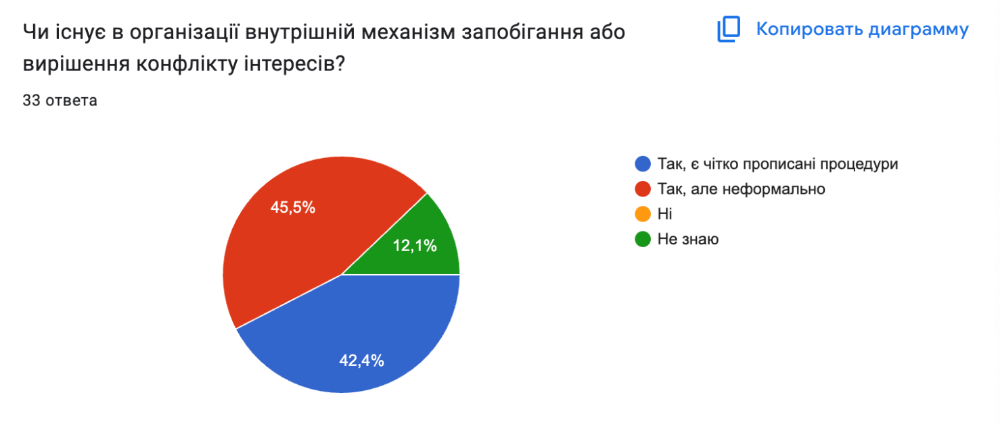 Чи існує в організації внутрішній механізм запобігання або
вирішення конфлікту інтересів?
Копировать диаграмму
33 ответа
45,5%
12,1%
42,4%
Так, є чітко прописані процедури
Так, але неформально
Ні
Не знаю